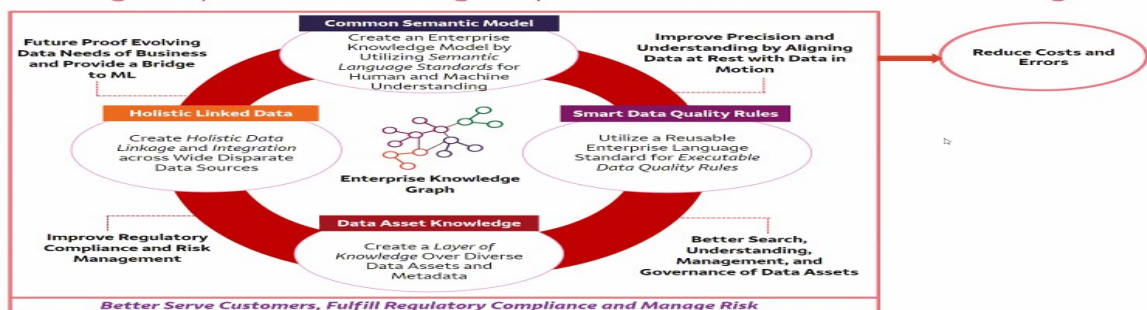 Common Semantic Model
Create an Enterprise
Knowledge Model by
Utilizing Semantic
Language Standards for
Human and Machine
Understanding
Future Proof Evolving
Data Needs of Business
and Provide a Bridge
to ML
Improve Precision and
Understanding by Aligning
Data at Rest with Data in
Motion
Reduce Costs and
Errors
Holistic Linked Data
Create Holistic Data
Linkage and Integration
across Wide Disparate
Data Sources
Enterprise Knowledge
Graph
Smart Data Quality Rules
Utilize a Reusable
Enterprise Language
Standard for Executable
Data Quality Rules
Improve Regulatory
Compliance and Risk
Management
Data Asset Knowledge
Create a Layer of
Knowledge Over Diverse
Data Assets and
Metadata
Better Search,
Understanding,
Management, and
Governance of Data Assets
Better Serve Customers, Fulfill Regulatory Compliance and Manage Risk